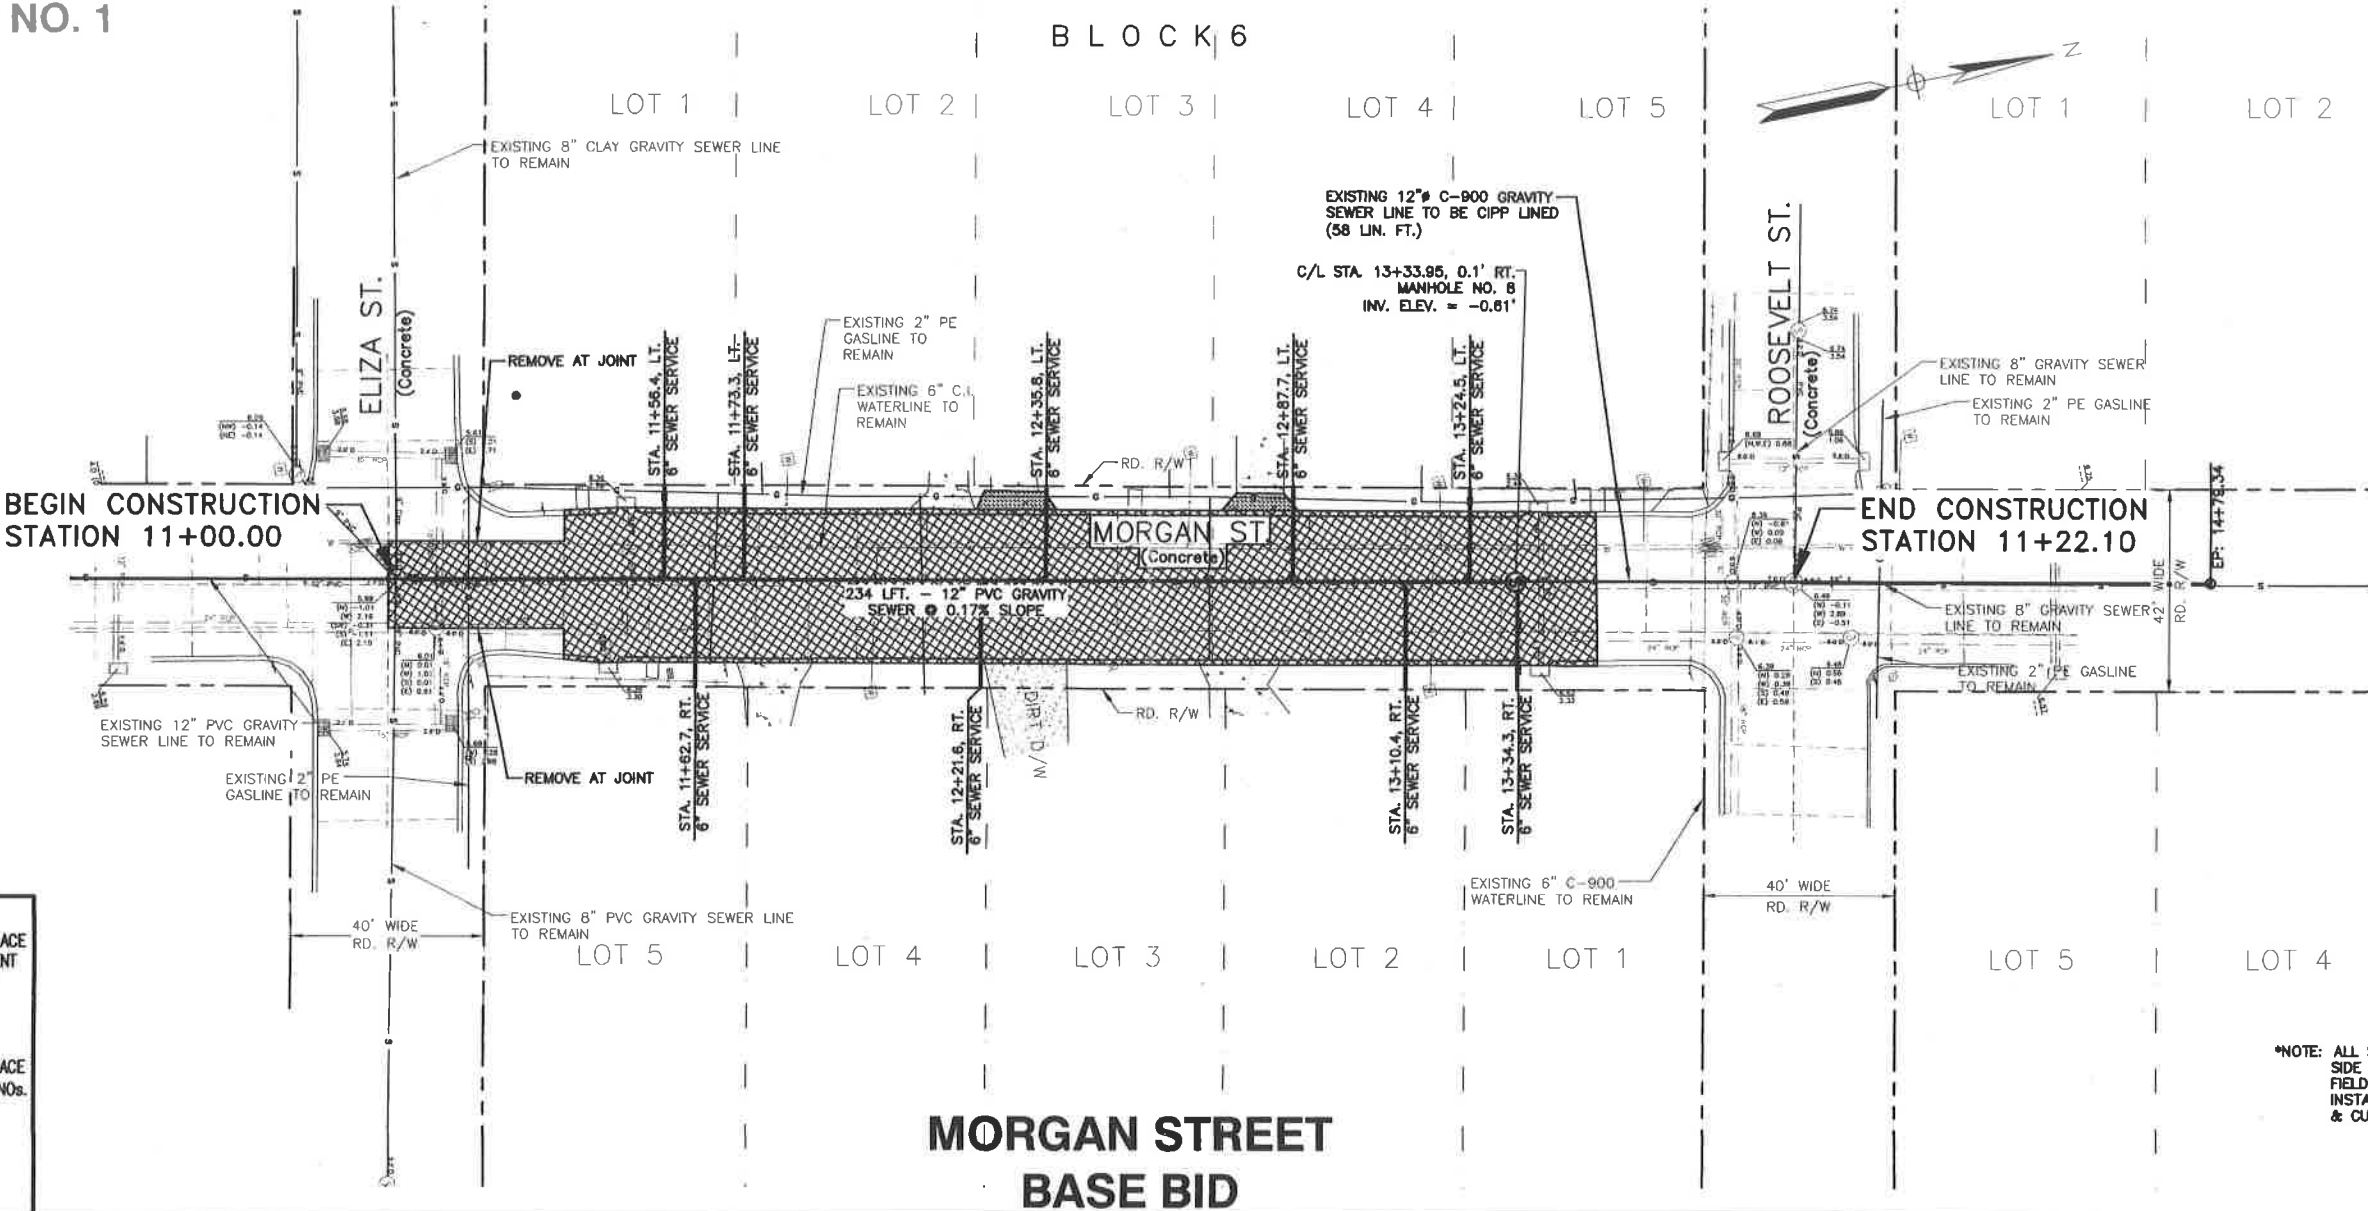 NO. 1
BLOCK 6
LOT 1
LOT 2
LOT 3
LOT 4
LOT 5
LOT 1
LOT 2
Z
EXISTING 8" CLAY GRAVITY SEWER LINE
TO REMAIN
EXISTING 12"ø C-900 GRAVITY
SEWER LINE TO BE CIPP LINED
(58 LIN. FT.)
C/L STA. 13+33.95, 0.1' RT.
MANHOLE NO. 8
INV. ELEV. = -0.61'
ELIZA ST.
(Concrete)
ROOSEVELT ST.
(Concrete)
REMOVE AT JOINT
EXISTING 2" PE
GASLINE TO
REMAIN
EXISTING 6" C.I.
WATERLINE TO
REMAIN
STA. 11+56.4, LT.
6" SEWER SERVICE
STA. 11+73.3, LT.
6" SEWER SERVICE
STA. 12+35.8, LT.
6" SEWER SERVICE
STA. 12+87.7, LT.
6" SEWER SERVICE
STA. 13+24.5, LT.
6" SEWER SERVICE
EXISTING 8" GRAVITY SEWER
LINE TO REMAIN
EXISTING 2" PE GASLINE
TO REMAIN
RD. R/W
BEGIN CONSTRUCTION
STATION 11+00.00
MORGAN ST.
(Concrete)
END CONSTRUCTION
STATION 11+22.10
EP: 14+79.34
42' WIDE
RD. R/W
234 LFT. - 12" PVC GRAVITY
SEWER @ 0.17% SLOPE
EXISTING 8" GRAVITY SEWER
LINE TO REMAIN
EXISTING 2" PE GASLINE
TO REMAIN
EXISTING 12" PVC GRAVITY
SEWER LINE TO REMAIN
EXISTING 2" PE
GASLINE TO REMAIN
REMOVE AT JOINT
STA. 11+62.7, RT.
6" SEWER SERVICE
STA. 12+21.6, RT.
6" SEWER SERVICE
DIRT D/W
RD. R/W
STA. 13+10.4, RT.
6" SEWER SERVICE
STA. 13+34.3, RT.
6" SEWER SERVICE
EXISTING 6" C-900
WATERLINE TO REMAIN
40' WIDE
RD. R/W
EXISTING 8" PVC GRAVITY SEWER LINE
TO REMAIN
40' WIDE
RD. R/W
LOT 5
LOT 4
LOT 3
LOT 2
LOT 1
LOT 5
LOT 4
ACE
NT
ACE
NOs.
*NOTE: ALL
SIDE
FIELD
INSTA
& CU
MORGAN STREET
BASE BID